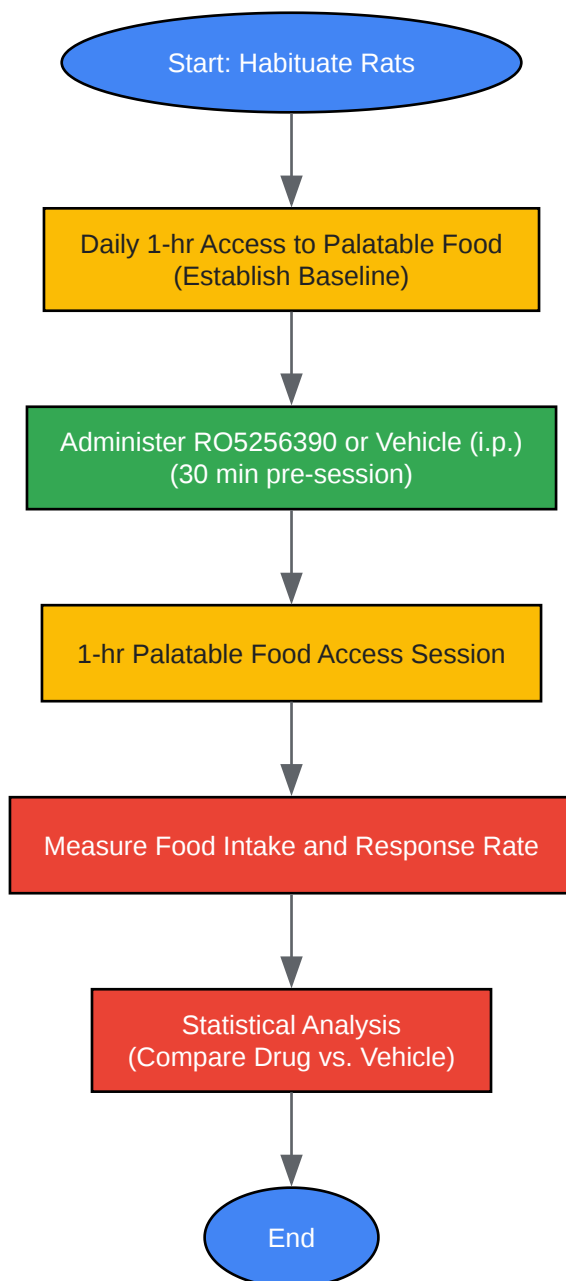 Start: Habituate Rats
Daily 1-hr Access to Palatable Food
(Establish Baseline)
Administer RO5256390 or Vehicle (i.p.)
(30 min pre-session)
1-hr Palatable Food Access Session
Measure Food Intake and Response Rate
Statistical Analysis
(Compare Drug vs. Vehicle)
End